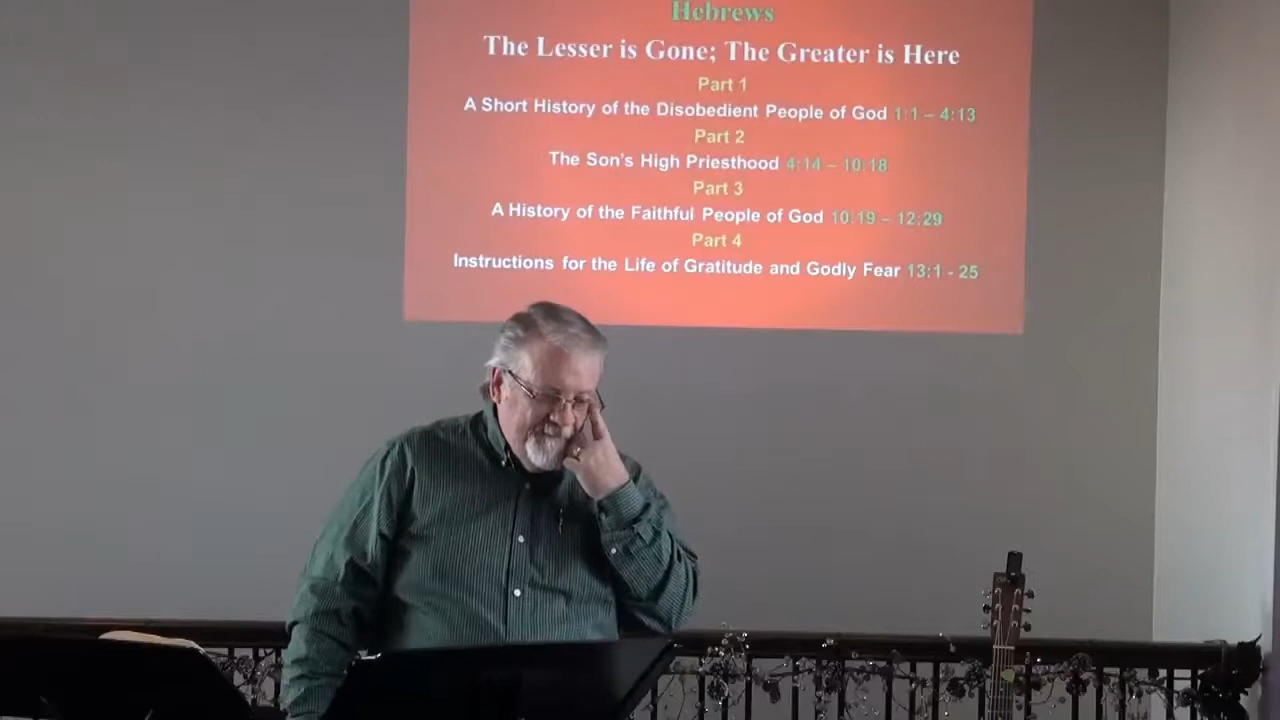 Hebrews
The Lesser is Gone; The Greater is Here
Part 1
A Short History of the Disobedient People of God 1:1 – 4:13
Part 2
The Son's High Priesthood 4:14 – 10:18
Part 3
A History of the Faithful People of God 10:19 – 12:29
Part 4
Instructions for the Life of Gratitude and Godly Fear 13:1 - 25